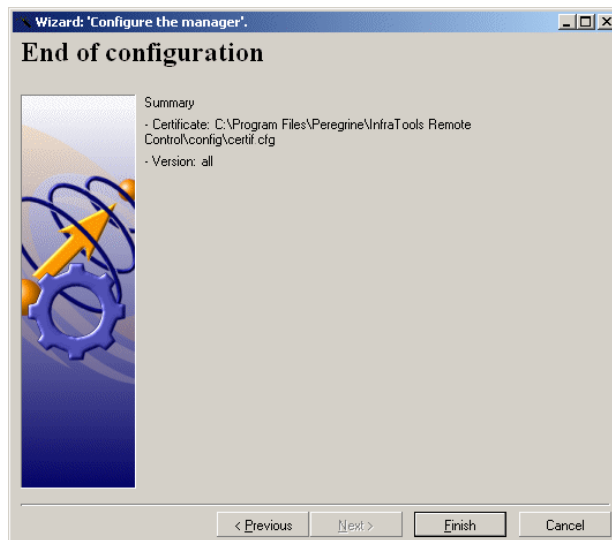 Wizard: 'Configure the manager'.
End of configuration
Summary
- Certificate: C:\Program Files\Peregrine\InfraTools Remote
Control\config\certif.cfg
- Version: all
< Previous Next > Finish Cancel